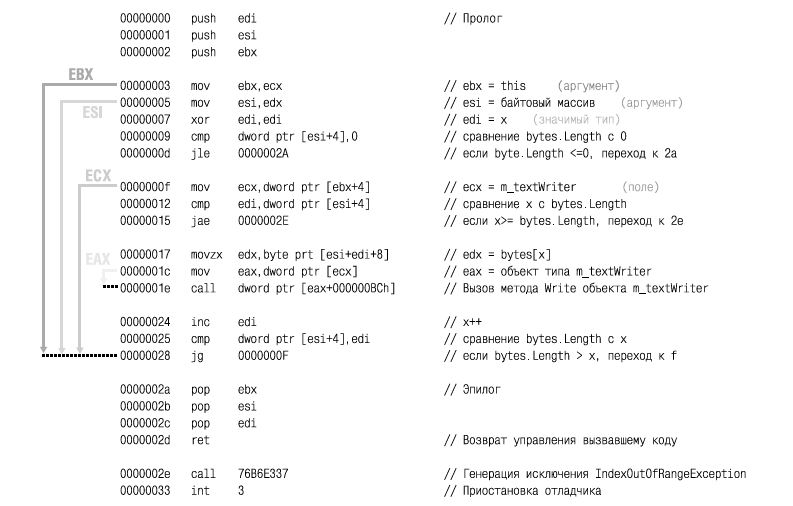 00000000 push edi // Пролог
00000001 push esi
00000002 push ebx
EBX
00000003 mov ebx,ecx // ebx = this (аргумент)
00000005 mov esi,edx // esi = байтовый массив (аргумент)
ESI
00000007 xor edi,edi // edi = x (значимый тип)
00000009 cmp dword ptr [esi+4],0 // сравнение bytes.Length с 0
0000000d jle 0000002A // если byte.Length <=0, переход к 2a
ECX
0000000f mov ecx,dword ptr [ebx+4] // ecx = m_textWriter (поле)
00000012 cmp edi,dword ptr [esi+4] // сравнение x с bytes.Length
00000015 jae 0000002E // если x>= bytes.Length, переход к 2e
00000017 movzx edx,byte prt [esi+edi+8] // edx = bytes[x]
EAX
0000001c mov eax,dword ptr [ecx] // eax = объект типа m_textWriter
0000001e call dword ptr [eax+000000BCh] // Вызов метода Write объекта m_textWriter
00000024 inc edi // x++
00000025 cmp dword ptr [esi+4],edi // сравнение bytes.Length с x
00000028 jg 0000000F // если bytes.Length > x, переход к f
0000002a pop ebx // Эпилог
0000002b pop esi
0000002c pop edi
0000002d ret // Возврат управления вызвавшему коду
0000002e call 76B6E337 // Генерация исключения IndexOutOfRangeException
00000033 int 3 // Приостановка отладчика